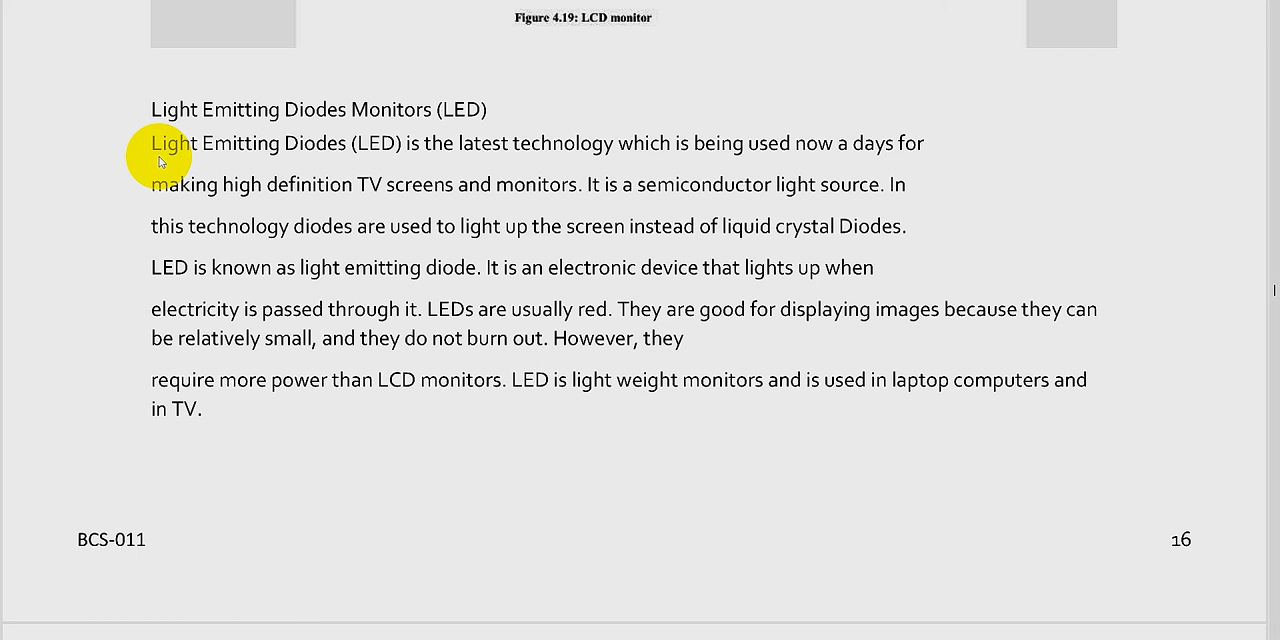 Figure 4.19: LCD monitor
Light Emitting Diodes Monitors (LED)
Light Emitting Diodes (LED) is the latest technology which is being used now a days for
making high definition TV screens and monitors. It is a semiconductor light source. In
this technology diodes are used to light up the screen instead of liquid crystal Diodes.
LED is known as light emitting diode. It is an electronic device that lights up when
electricity is passed through it. LEDs are usually red. They are good for displaying images because they can
be relatively small, and they do not burn out. However, they
require more power than LCD monitors. LED is light weight monitors and is used in laptop computers and
in TV.
BCS-011
16